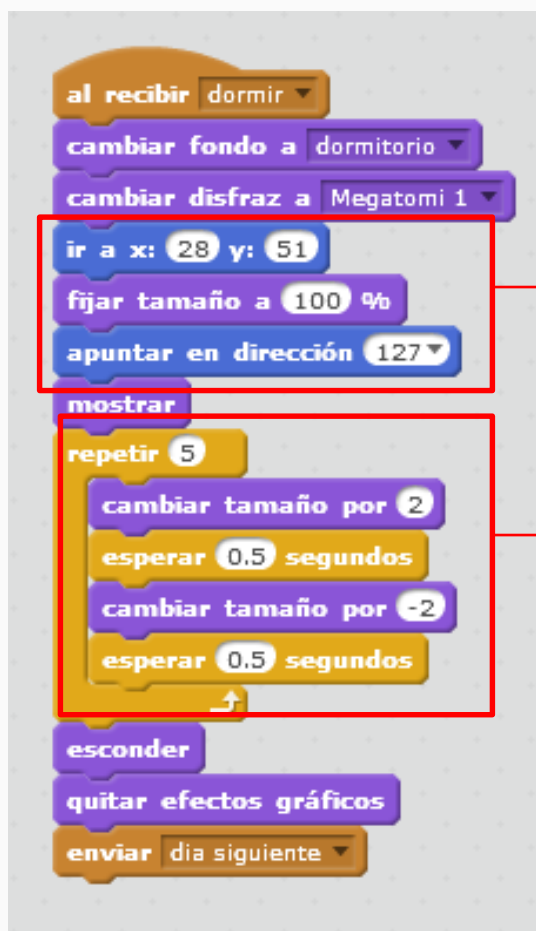 al recibir dormir
cambiar fondo a dormitorio
cambiar disfraz a Megatomi 1
ir a x: 28 y: 51
fijar tamaño a 100 %
apuntar en dirección 127
mostrar
repetir 5
cambiar tamaño por 2
esperar 0.5 segundos
cambiar tamaño por -2
esperar 0.5 segundos
esconder
quitar efectos gráficos
enviar dia siguiente